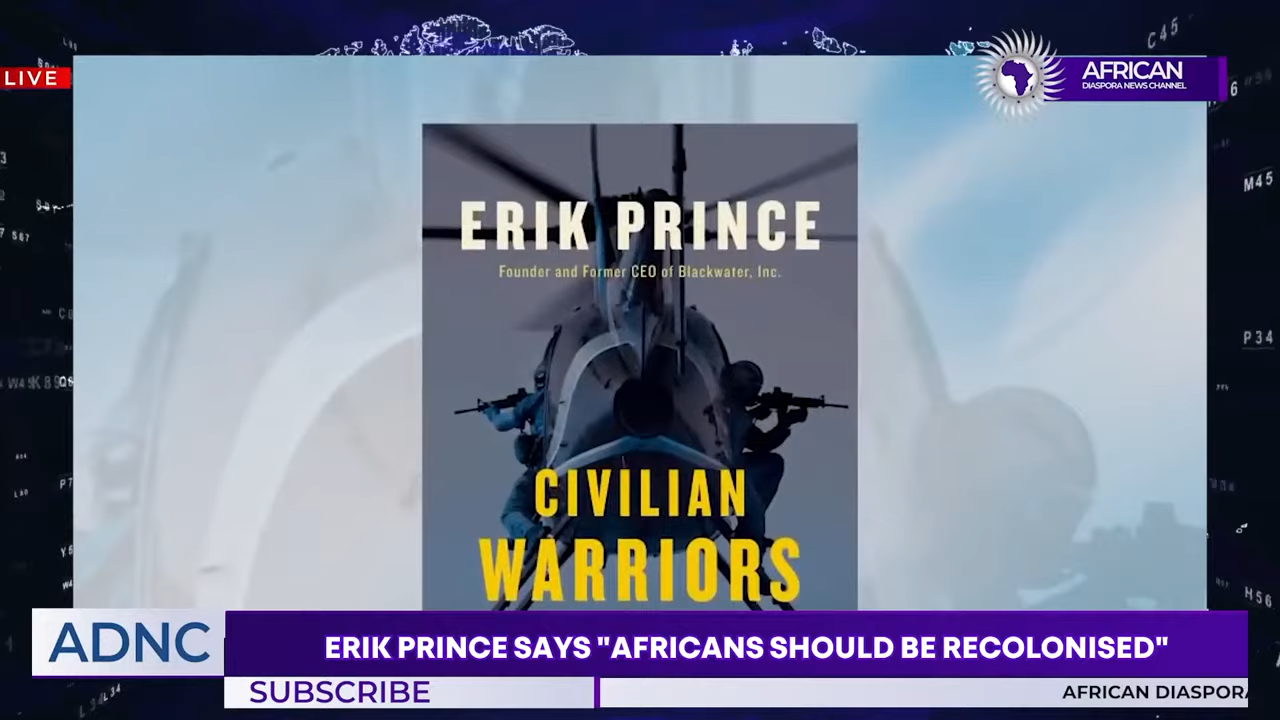 LIVE
AFRICAN
DIASPORA NEWS CHANNEL
C45
M45
P34
H56
ERIK PRINCE
Founder and Former CEO of Blackwater, Inc.
CIVILIAN
WARRIORS
ADNC
ERIK PRINCE SAYS "AFRICANS SHOULD BE RECOLONISED"
SUBSCRIBE
AFRICAN DIASPORA